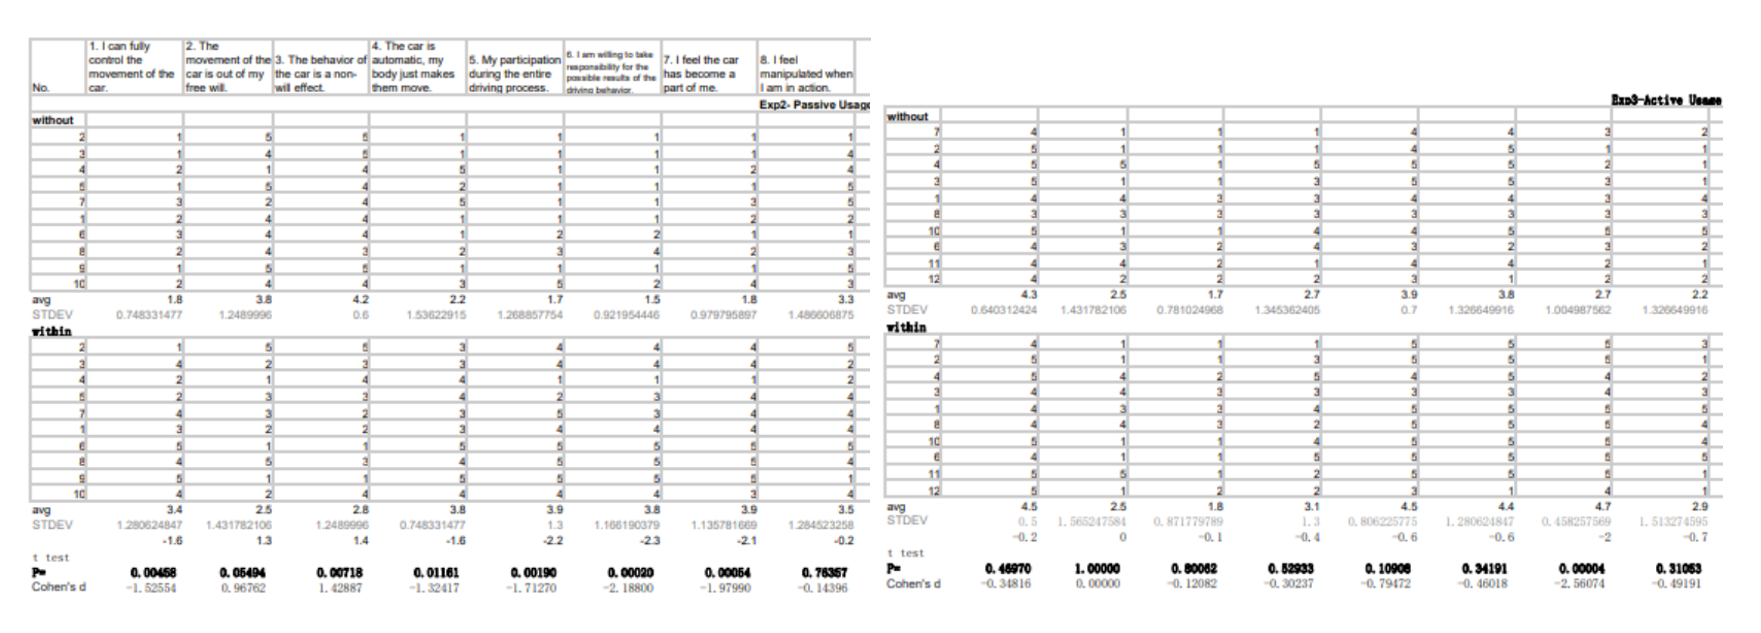 No. 1. I can fully control the movement of the car. 2. The movement of the car is out of my free will. 3. The behavior of the car is a non-will effect. 4. The car is automatic, my body just makes them move. 5. My participation during the entire driving process. 6. I am willing to take responsibility for the possible results of the driving behavior. 7. I feel the car has become a part of me. 8. I feel manipulated when I am in action.
Exp2- Passive Usage
without
2 1 5 5 1 1 1 1 1
3 1 4 5 1 1 1 1 4
4 2 1 4 5 1 1 2 4
5 1 5 4 2 1 1 1 5
7 3 2 4 5 1 1 3 5
1 2 4 4 1 1 1 2 2
6 3 4 4 1 2 2 1 1
8 2 4 3 2 3 4 2 3
9 1 5 5 1 1 1 1 5
10 2 4 4 3 5 2 4 3
avg 1.8 3.8 4.2 2.2 1.7 1.5 1.8 3.3
STDEV 0.748331477 1.2489996 0.6 1.53622915 1.268857754 0.921954446 0.979795897 1.486606875
within
2 1 5 5 3 4 4 4 5
3 4 2 3 3 4 4 4 2
4 2 1 4 4 1 1 1 2
5 2 3 3 4 2 3 4 4
7 4 3 2 3 5 3 4 4
1 3 2 2 3 4 4 4 4
6 5 1 1 5 5 5 5 5
8 4 5 3 4 5 5 5 4
9 5 1 1 5 5 5 5 1
10 4 2 4 4 4 4 3 4
avg 3.4 2.5 2.8 3.8 3.9 3.8 3.9 3.5
STDEV 1.280624847 1.431782106 1.2489996 0.748331477 1.3 1.166190379 1.135781669 1.284523258
-1.6 1.3 1.4 -1.6 -2.2 -2.3 -2.1 -0.2
t test
P= 0.00458 0.05494 0.00718 0.01161 0.00190 0.00020 0.00054 0.76357
Cohen's d -1.52554 0.96762 1.42887 -1.32417 -1.71270 -2.18800 -1.97990 -0.14396
Exp3-Active Usage
without
7 4 1 1 1 4 4 3 2
2 5 1 1 1 4 5 1 1
4 5 5 1 5 5 5 2 1
3 5 1 1 3 5 5 3 1
1 4 4 3 3 4 4 3 4
8 3 3 3 3 3 3 3 3
10 5 1 1 4 4 5 5 5
6 4 3 2 4 3 2 3 2
11 4 4 2 1 4 4 2 1
12 4 2 2 2 3 1 2 2
avg 4.3 2.5 1.7 2.7 3.9 3.8 2.7 2.2
STDEV 0.640312424 1.431782106 0.781024968 1.345362405 0.7 1.326649916 1.004987562 1.326649916
within
7 4 1 1 1 5 5 5 3
2 5 1 1 3 5 5 5 1
4 5 4 2 5 4 5 4 2
3 4 4 3 3 3 3 4 3
1 4 3 3 4 5 5 5 5
8 4 4 3 2 5 5 5 4
10 5 1 1 4 5 5 5 4
6 4 1 1 5 5 5 5 5
11 5 5 1 2 5 5 5 1
12 5 1 2 2 3 1 4 1
avg 4.5 2.5 1.8 3.1 4.5 4.4 4.7 2.9
STDEV 0.5 1.565247584 0.871779789 1.3 0.806225775 1.280624847 0.458257569 1.513274595
-0.2 0 -0.1 -0.4 -0.6 -0.6 -2 -0.7
t test
P= 0.46970 1.00000 0.80062 0.52933 0.10906 0.34191 0.00004 0.31053
Cohen's d -0.34816 0.00000 -0.12082 -0.30237 -0.79472 -0.46018 -2.56074 -0.49191